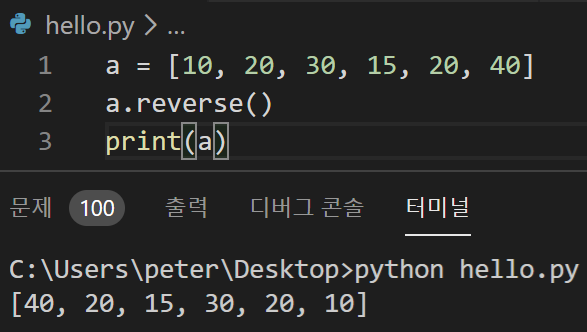 hello.py > ...
1 a = [10, 20, 30, 15, 20, 40]
2 a.reverse()
3 print(a)
문제 100 출력 디버그 콘솔 터미널
C:\Users\peter\Desktop>python hello.py
[40, 20, 15, 30, 20, 10]